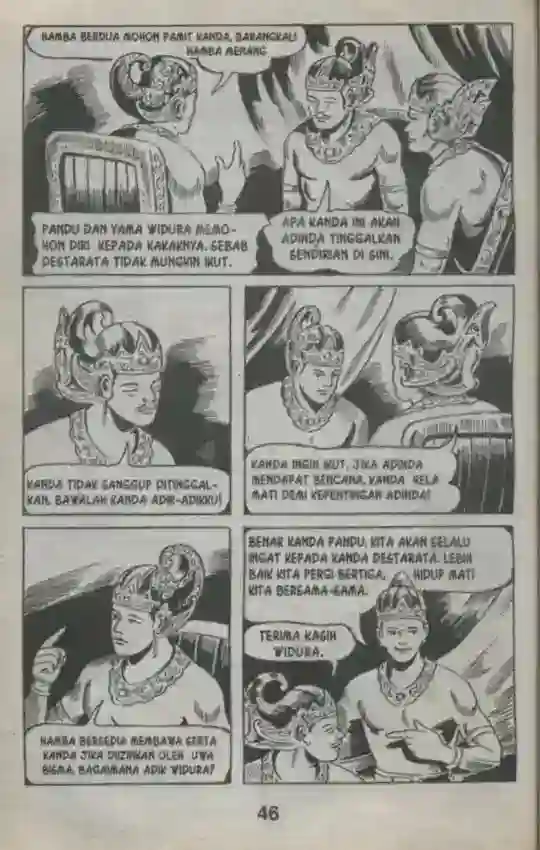 HAMBA BERDUA MOHON PAMIT KANDA, BARANGKALI
HAMBA MENANG
PANDU DAN YAMA WIDURA MEMO-
HON DIRI KEPADA KAKAKNYA. SEBAB
DESTARATA TIDAK MUNGKIN IKUT.
APA KANDA INI AKAN
ADINDA TINGGALKAN
SENDIRIAN DI SINI.
KANDA TIDAK SANGGUP DITINGGAL-
KAN. BAWALAH KANDA ADIK-ADIKKU!
KANDA INGIN IKUT. JIKA ADINDA
MENDAPAT BENCANA, KANDA RELA
MATI DEMI KEPENTINGAN ADINDA!
HAMBA BERSEDIA MEMBAWA SERTA
KANDA JIKA DIIZINKAN OLEH UWA
BISMA. BAGAIMANA ADIK WIDURA?
BENAR KANDA PANDU, KITA AKAN SELALU
INGAT KEPADA KANDA DESTARATA. LEBIH
BAIK KITA PERGI BERTIGA. HIDUP MATI
KITA BERSAMA-SAMA.
TERIMA KASIH
WIDURA.
46